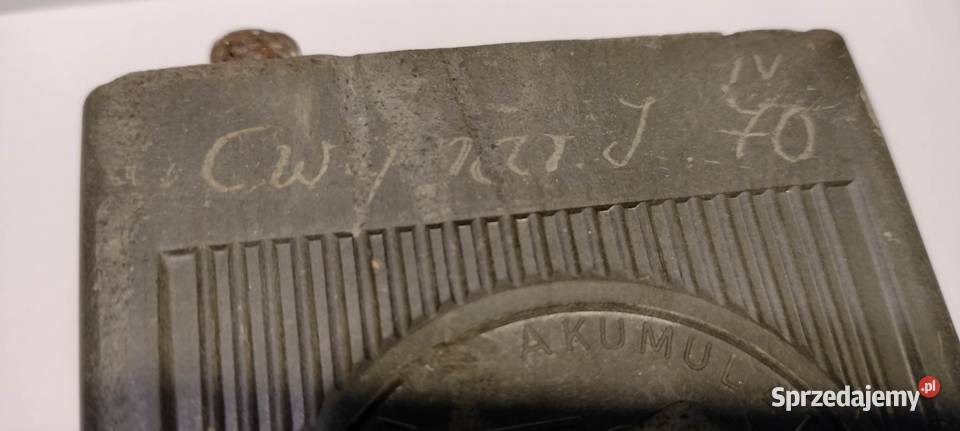 IV
Cwynar J 70
AKUMUL
Sprzedajemy.pl